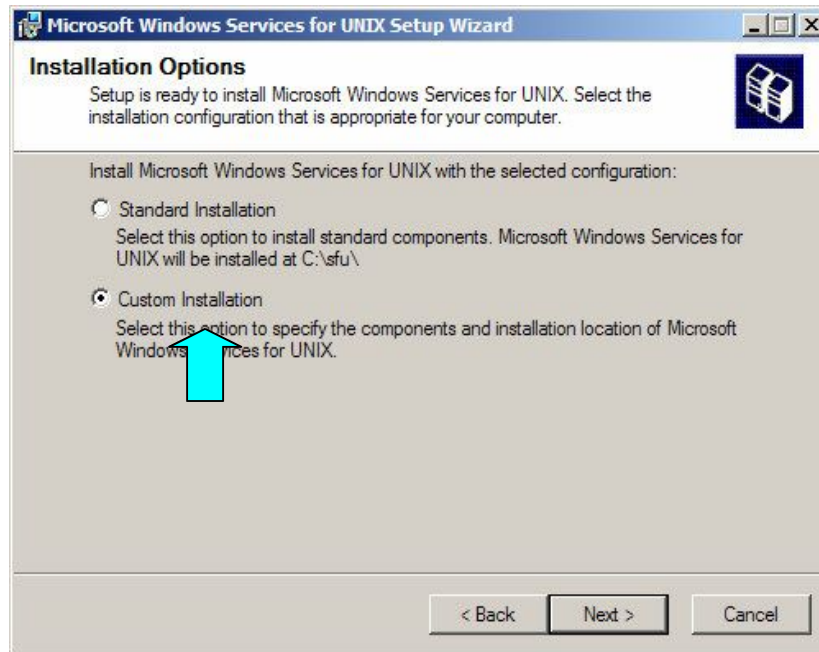 Microsoft Windows Services for UNIX Setup Wizard
Installation Options
Setup is ready to install Microsoft Windows Services for UNIX. Select the
installation configuration that is appropriate for your computer.
Install Microsoft Windows Services for UNIX with the selected configuration:
Standard Installation
Select this option to install standard components. Microsoft Windows Services for
UNIX will be installed at C:\sfu\
Custom Installation
Select this option to specify the components and installation location of Microsoft
Windows Services for UNIX.
< Back
Next >
Cancel